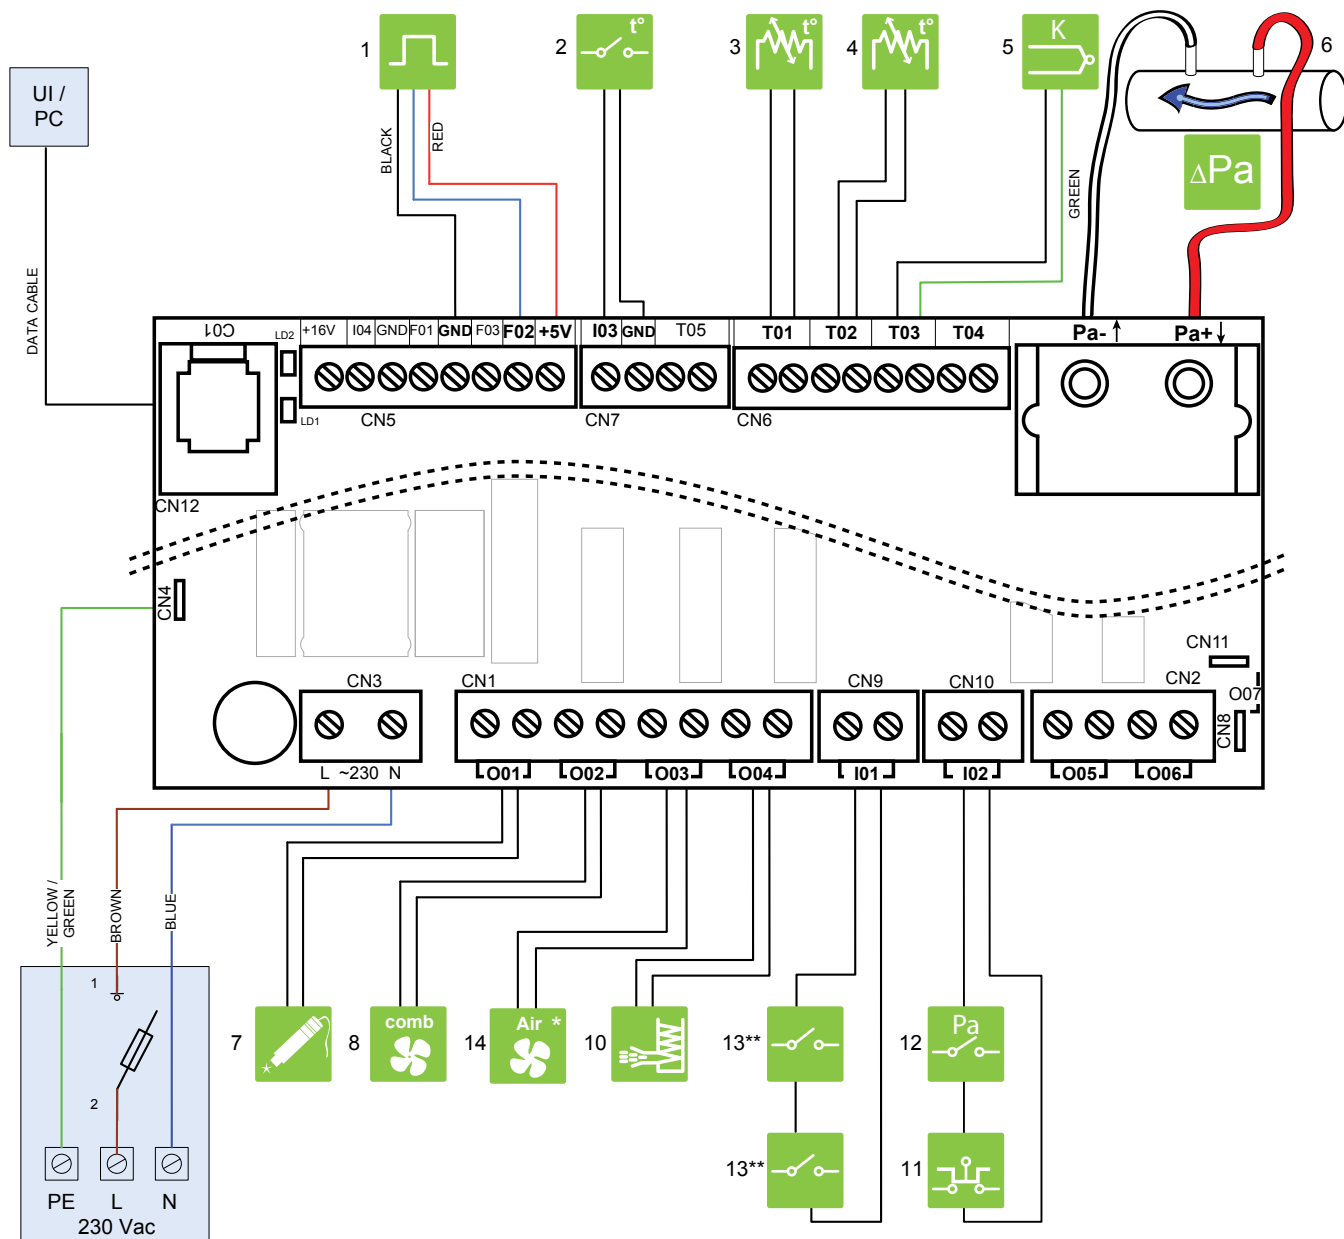 1
2
t°
3
t°
4
t°
5
K
6
UI /
PC
BLACK
RED
GREEN
ΔPa
DATA CABLE
C01
LD2
+16V
I04
GND
F01
GND
F03
F02
+5V
I03
GND
T05
T01
T02
T03
T04
Pa-
Pa+
LD1
CN5
CN7
CN6
CN12
CN4
CN11
CN3
CN1
CN9
CN10
CN2
O07
CN8
L ~230 N
O01
O02
O03
O04
I01
I02
O05
O06
YELLOW /
GREEN
BROWN
BLUE
1
2
PE
L
N
230 Vac
7
8
comb
14
Air *
10
13**
12
Pa
13**
11